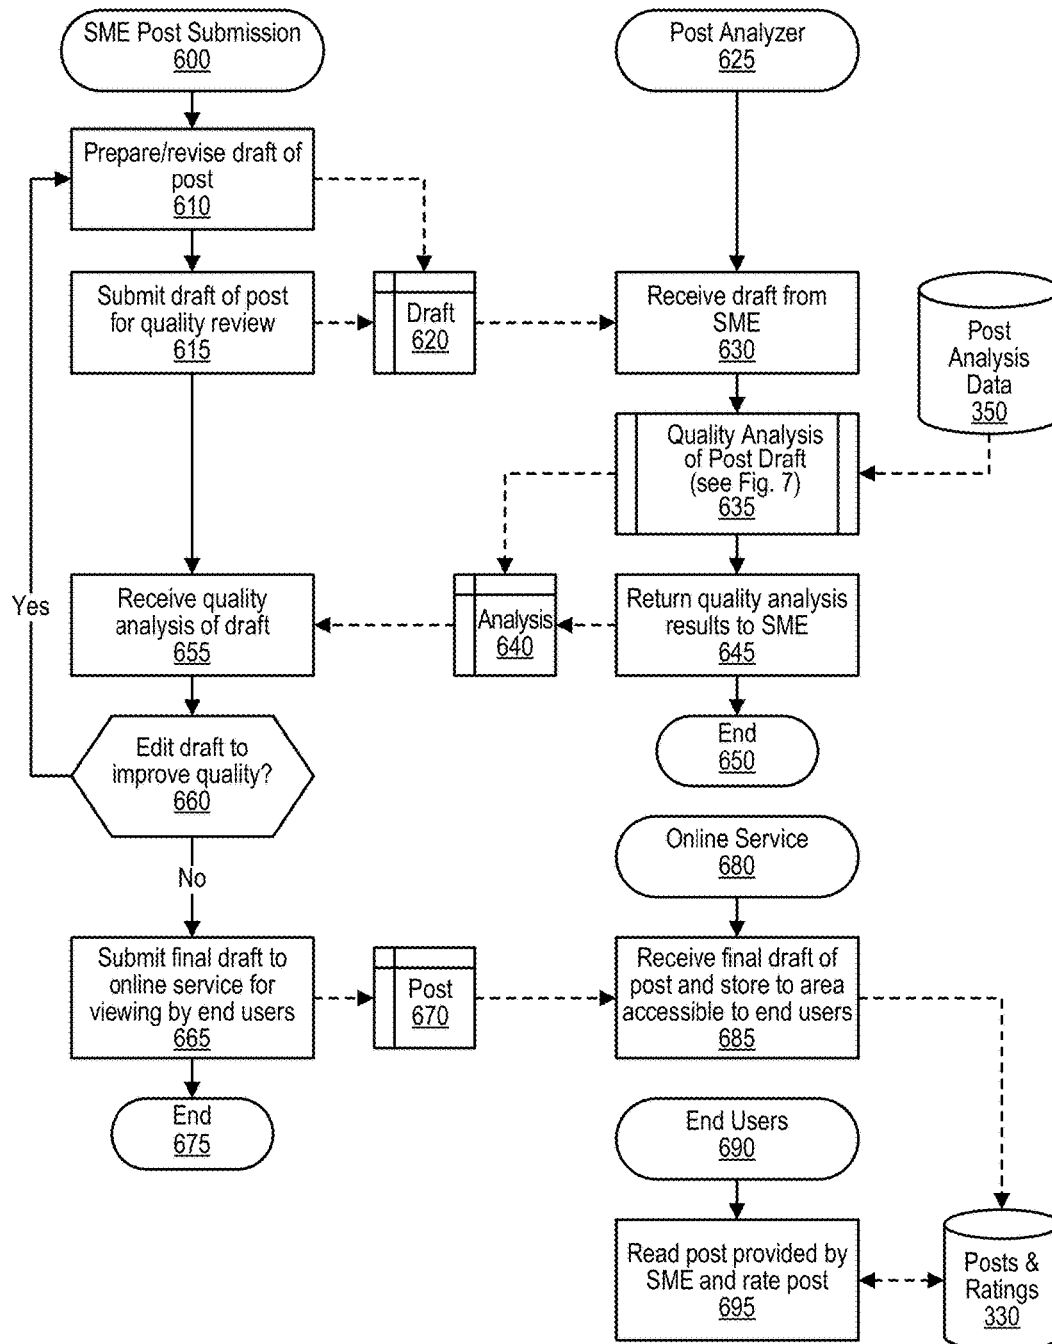 SME Post Submission
600
Post Analyzer
625
Prepare/revise draft of
post
610
Submit draft of post
for quality review
615
Draft
620
Receive draft from
SME
630
Post
Analysis
Data
350
Quality Analysis
of Post Draft
(see Fig. 7)
635
Yes
Receive quality
analysis of draft
655
Analysis
640
Return quality analysis
results to SME
645
Edit draft to
improve quality?
660
End
650
No
Online Service
680
Submit final draft to
online service for
viewing by end users
665
Post
670
Receive final draft of
post and store to area
accessible to end users
685
End
675
End Users
690
Read post provided by
SME and rate post
695
Posts &
Ratings
330